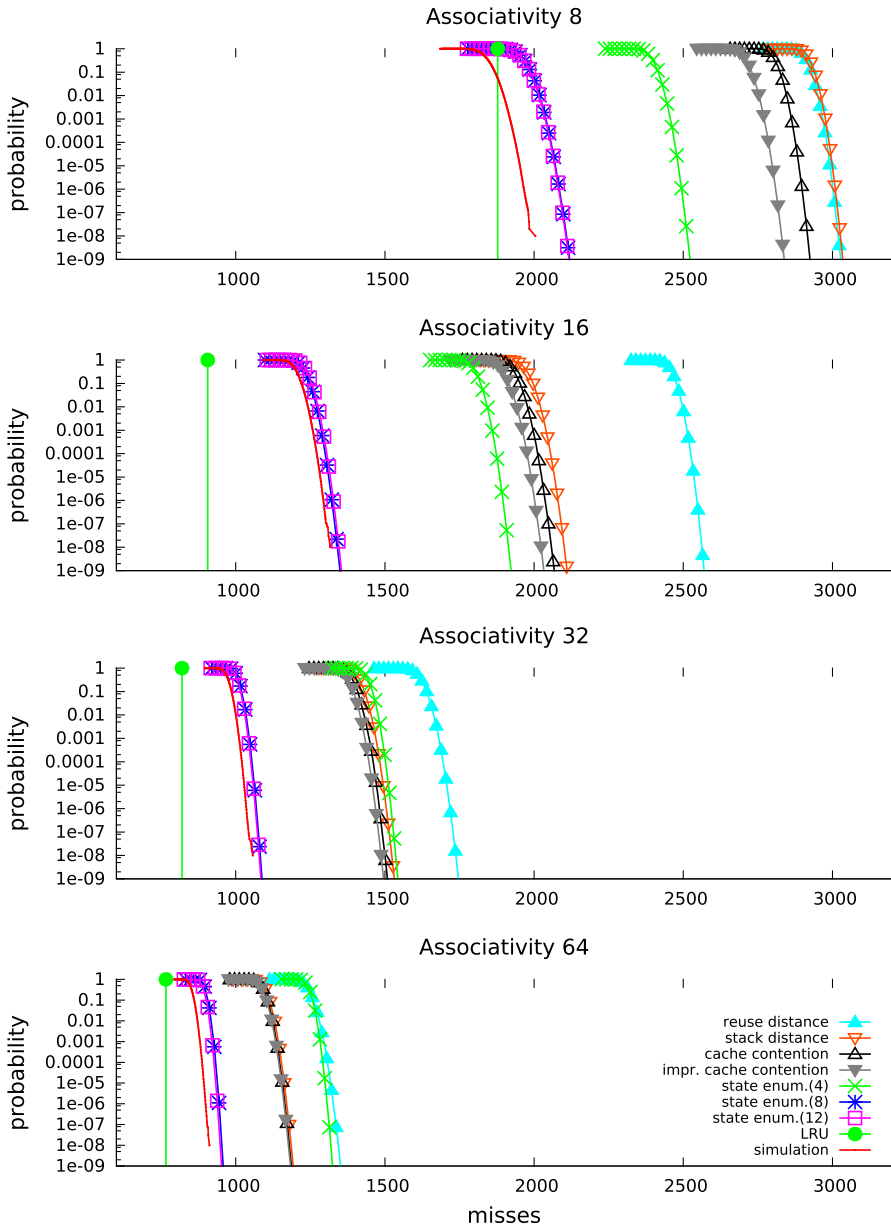 Associativity 8
probability
1
0.1
0.01
0.001
0.0001
1e-05
1e-06
1e-07
1e-08
1e-09
1000
1500
2000
2500
3000
Associativity 16
probability
1
0.1
0.01
0.001
0.0001
1e-05
1e-06
1e-07
1e-08
1e-09
1000
1500
2000
2500
3000
Associativity 32
probability
1
0.1
0.01
0.001
0.0001
1e-05
1e-06
1e-07
1e-08
1e-09
1000
1500
2000
2500
3000
Associativity 64
probability
1
0.1
0.01
0.001
0.0001
1e-05
1e-06
1e-07
1e-08
1e-09
reuse distance
stack distance
cache contention
impr. cache contention
state enum.(4)
state enum.(8)
state enum.(12)
LRU
simulation
1000
1500
2000
2500
3000
misses